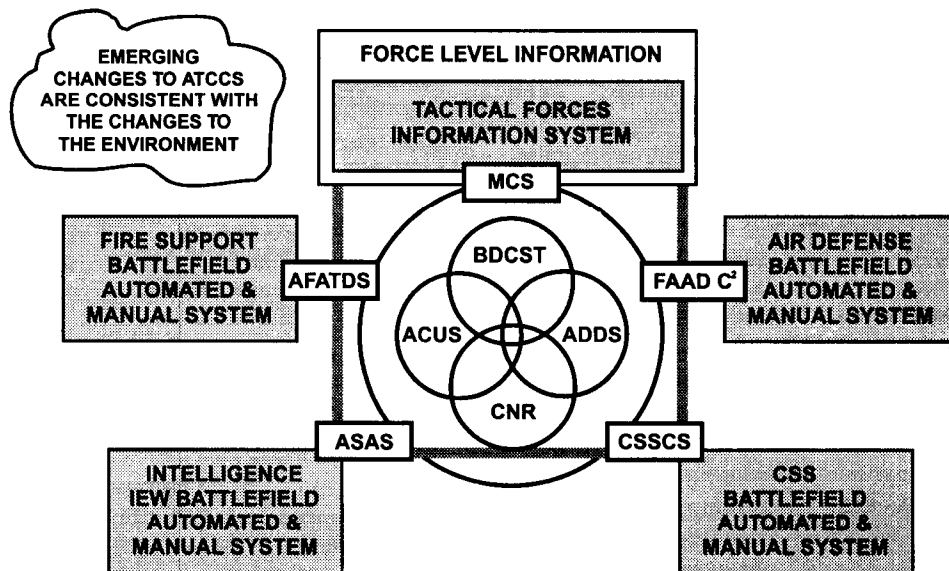 EMERGING
CHANGES TO ATCCS
ARE CONSISTENT WITH
THE CHANGES TO
THE ENVIRONMENT
FORCE LEVEL INFORMATION
TACTICAL FORCES
INFORMATION SYSTEM
MCS
FIRE SUPPORT
BATTLEFIELD
AUTOMATED &
MANUAL SYSTEM
AFATDS
BDCST
ACUS
ADDS
CNR
FAAD C²
AIR DEFENSE
BATTLEFIELD
AUTOMATED &
MANUAL SYSTEM
ASAS
CSSCS
INTELLIGENCE
IEW BATTLEFIELD
AUTOMATED &
MANUAL SYSTEM
CSS
BATTLEFIELD
AUTOMATED &
MANUAL SYSTEM